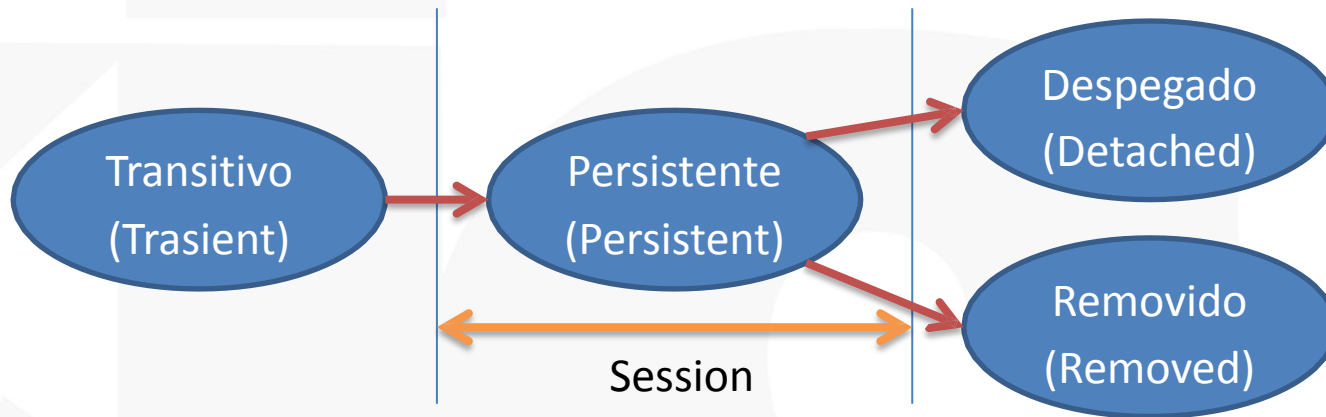 Transitivo
(Trasient)
Persistente
(Persistent)
Despegado
(Detached)
Removido
(Removed)
Session